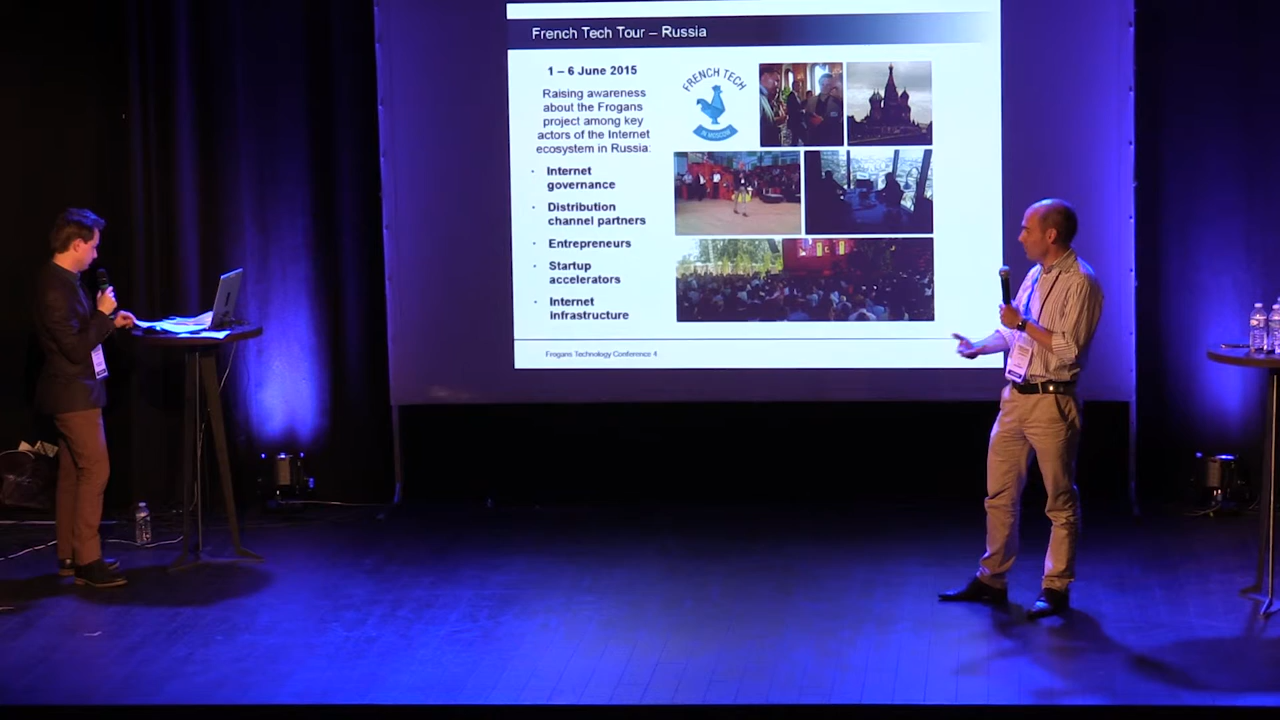 French Tech Tour – Russia
1 – 6 June 2015
Raising awareness
about the Frogans
project among key
actors of the Internet
ecosystem in Russia:
· Internet
governance
· Distribution
channel partners
· Entrepreneurs
· Startup
accelerators
· Internet
infrastructure
FRENCH TECH
IN MOSCOW
Frogans Technology Conference 4